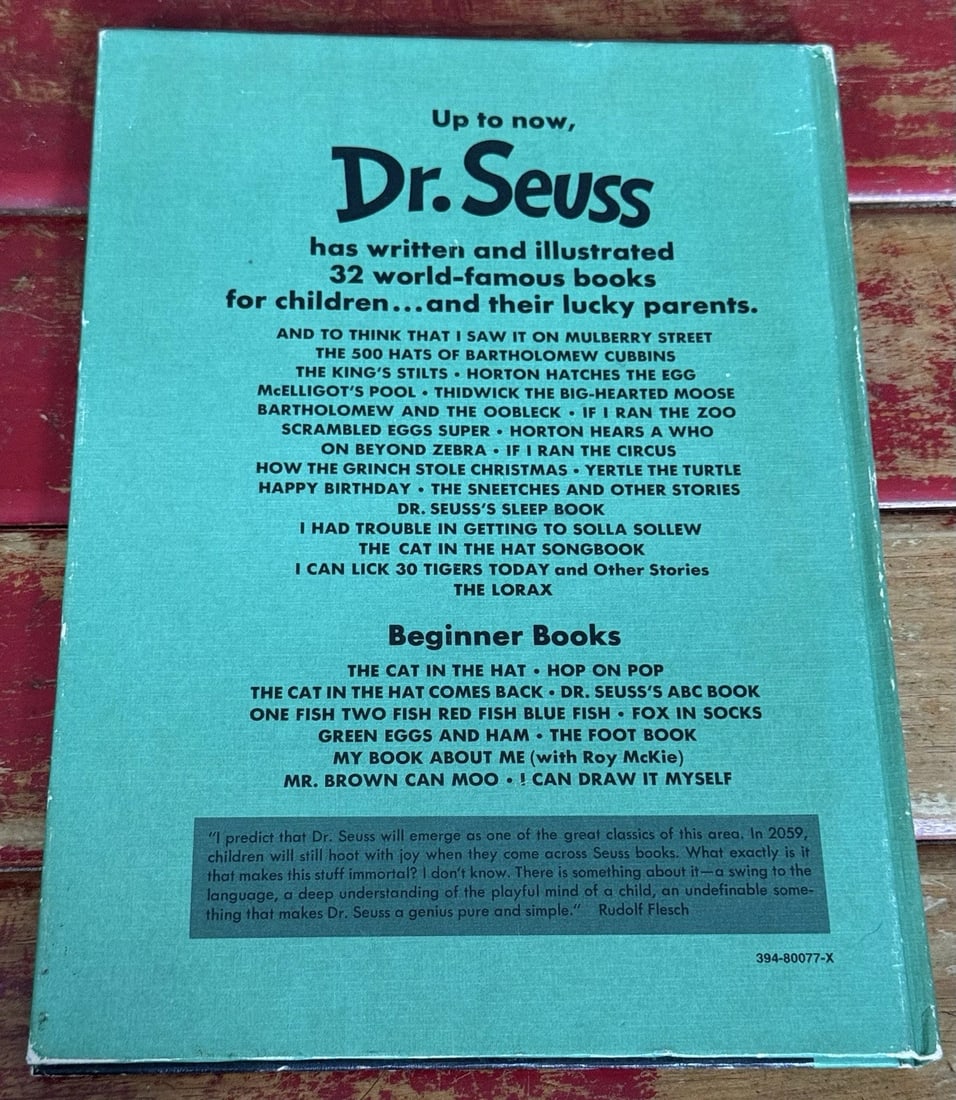 Up to now,
Dr. Seuss
has written and illustrated
32 world-famous books
for children...and their lucky parents.
AND TO THINK THAT I SAW IT ON MULBERRY STREET
THE 500 HATS OF BARTHOLOMEW CUBBINS
THE KING'S STILTS • HORTON HATCHES THE EGG
McELLIGOT'S POOL • THIDWICK THE BIG-HEARTED MOOSE
BARTHOLOMEW AND THE OOBLECK • IF I RAN THE ZOO
SCRAMBLED EGGS SUPER • HORTON HEARS A WHO
ON BEYOND ZEBRA • IF I RAN THE CIRCUS
HOW THE GRINCH STOLE CHRISTMAS • YERTLE THE TURTLE
HAPPY BIRTHDAY • THE SNEETCHES AND OTHER STORIES
DR. SEUSS'S SLEEP BOOK
I HAD TROUBLE IN GETTING TO SOLLA SOLLEW
THE CAT IN THE HAT SONGBOOK
I CAN LICK 30 TIGERS TODAY and Other Stories
THE LORAX
Beginner Books
THE CAT IN THE HAT • HOP ON POP
THE CAT IN THE HAT COMES BACK • DR. SEUSS'S ABC BOOK
ONE FISH TWO FISH RED FISH BLUE FISH • FOX IN SOCKS
GREEN EGGS AND HAM • THE FOOT BOOK
MY BOOK ABOUT ME (with Roy McKie)
MR. BROWN CAN MOO • I CAN DRAW IT MYSELF
"I predict that Dr. Seuss will emerge as one of the great classics of this area. In 2059,
children will still hoot with joy when they come across Seuss books. What exactly is it
that makes this stuff immortal? I don't know. There is something about it—a swing to the
language, a deep understanding of the playful mind of a child, an undefinable some-
thing that makes Dr. Seuss a genius pure and simple." Rudolf Flesch
394-80077-X